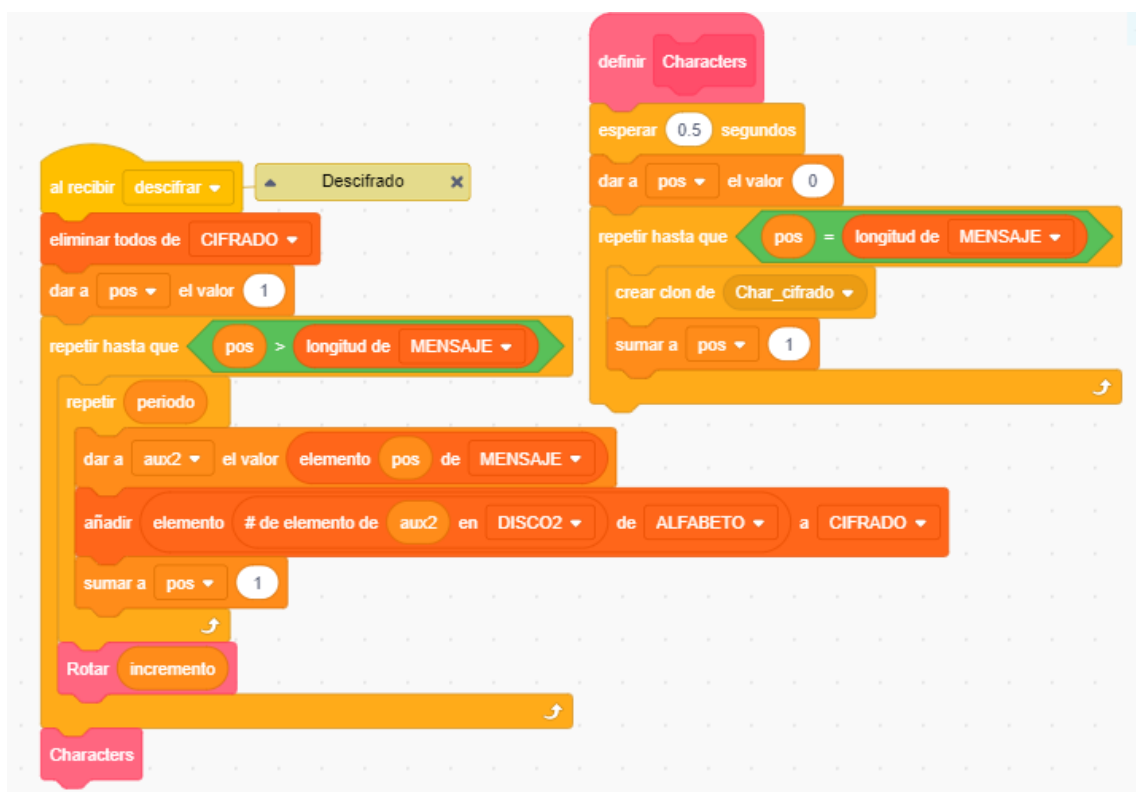 al recibir descifrar
Descifrado
eliminar todos de CIFRADO
dar a pos el valor 1
repetir hasta que pos > longitud de MENSAJE
repetir periodo
dar a aux2 el valor elemento pos de MENSAJE
añadir elemento # de elemento de aux2 en DISCO2 de ALFABETO a CIFRADO
sumar a pos 1
Rotar incremento
Characters
definir Characters
esperar 0.5 segundos
dar a pos el valor 0
repetir hasta que pos = longitud de MENSAJE
crear clon de Char_cifrado
sumar a pos 1